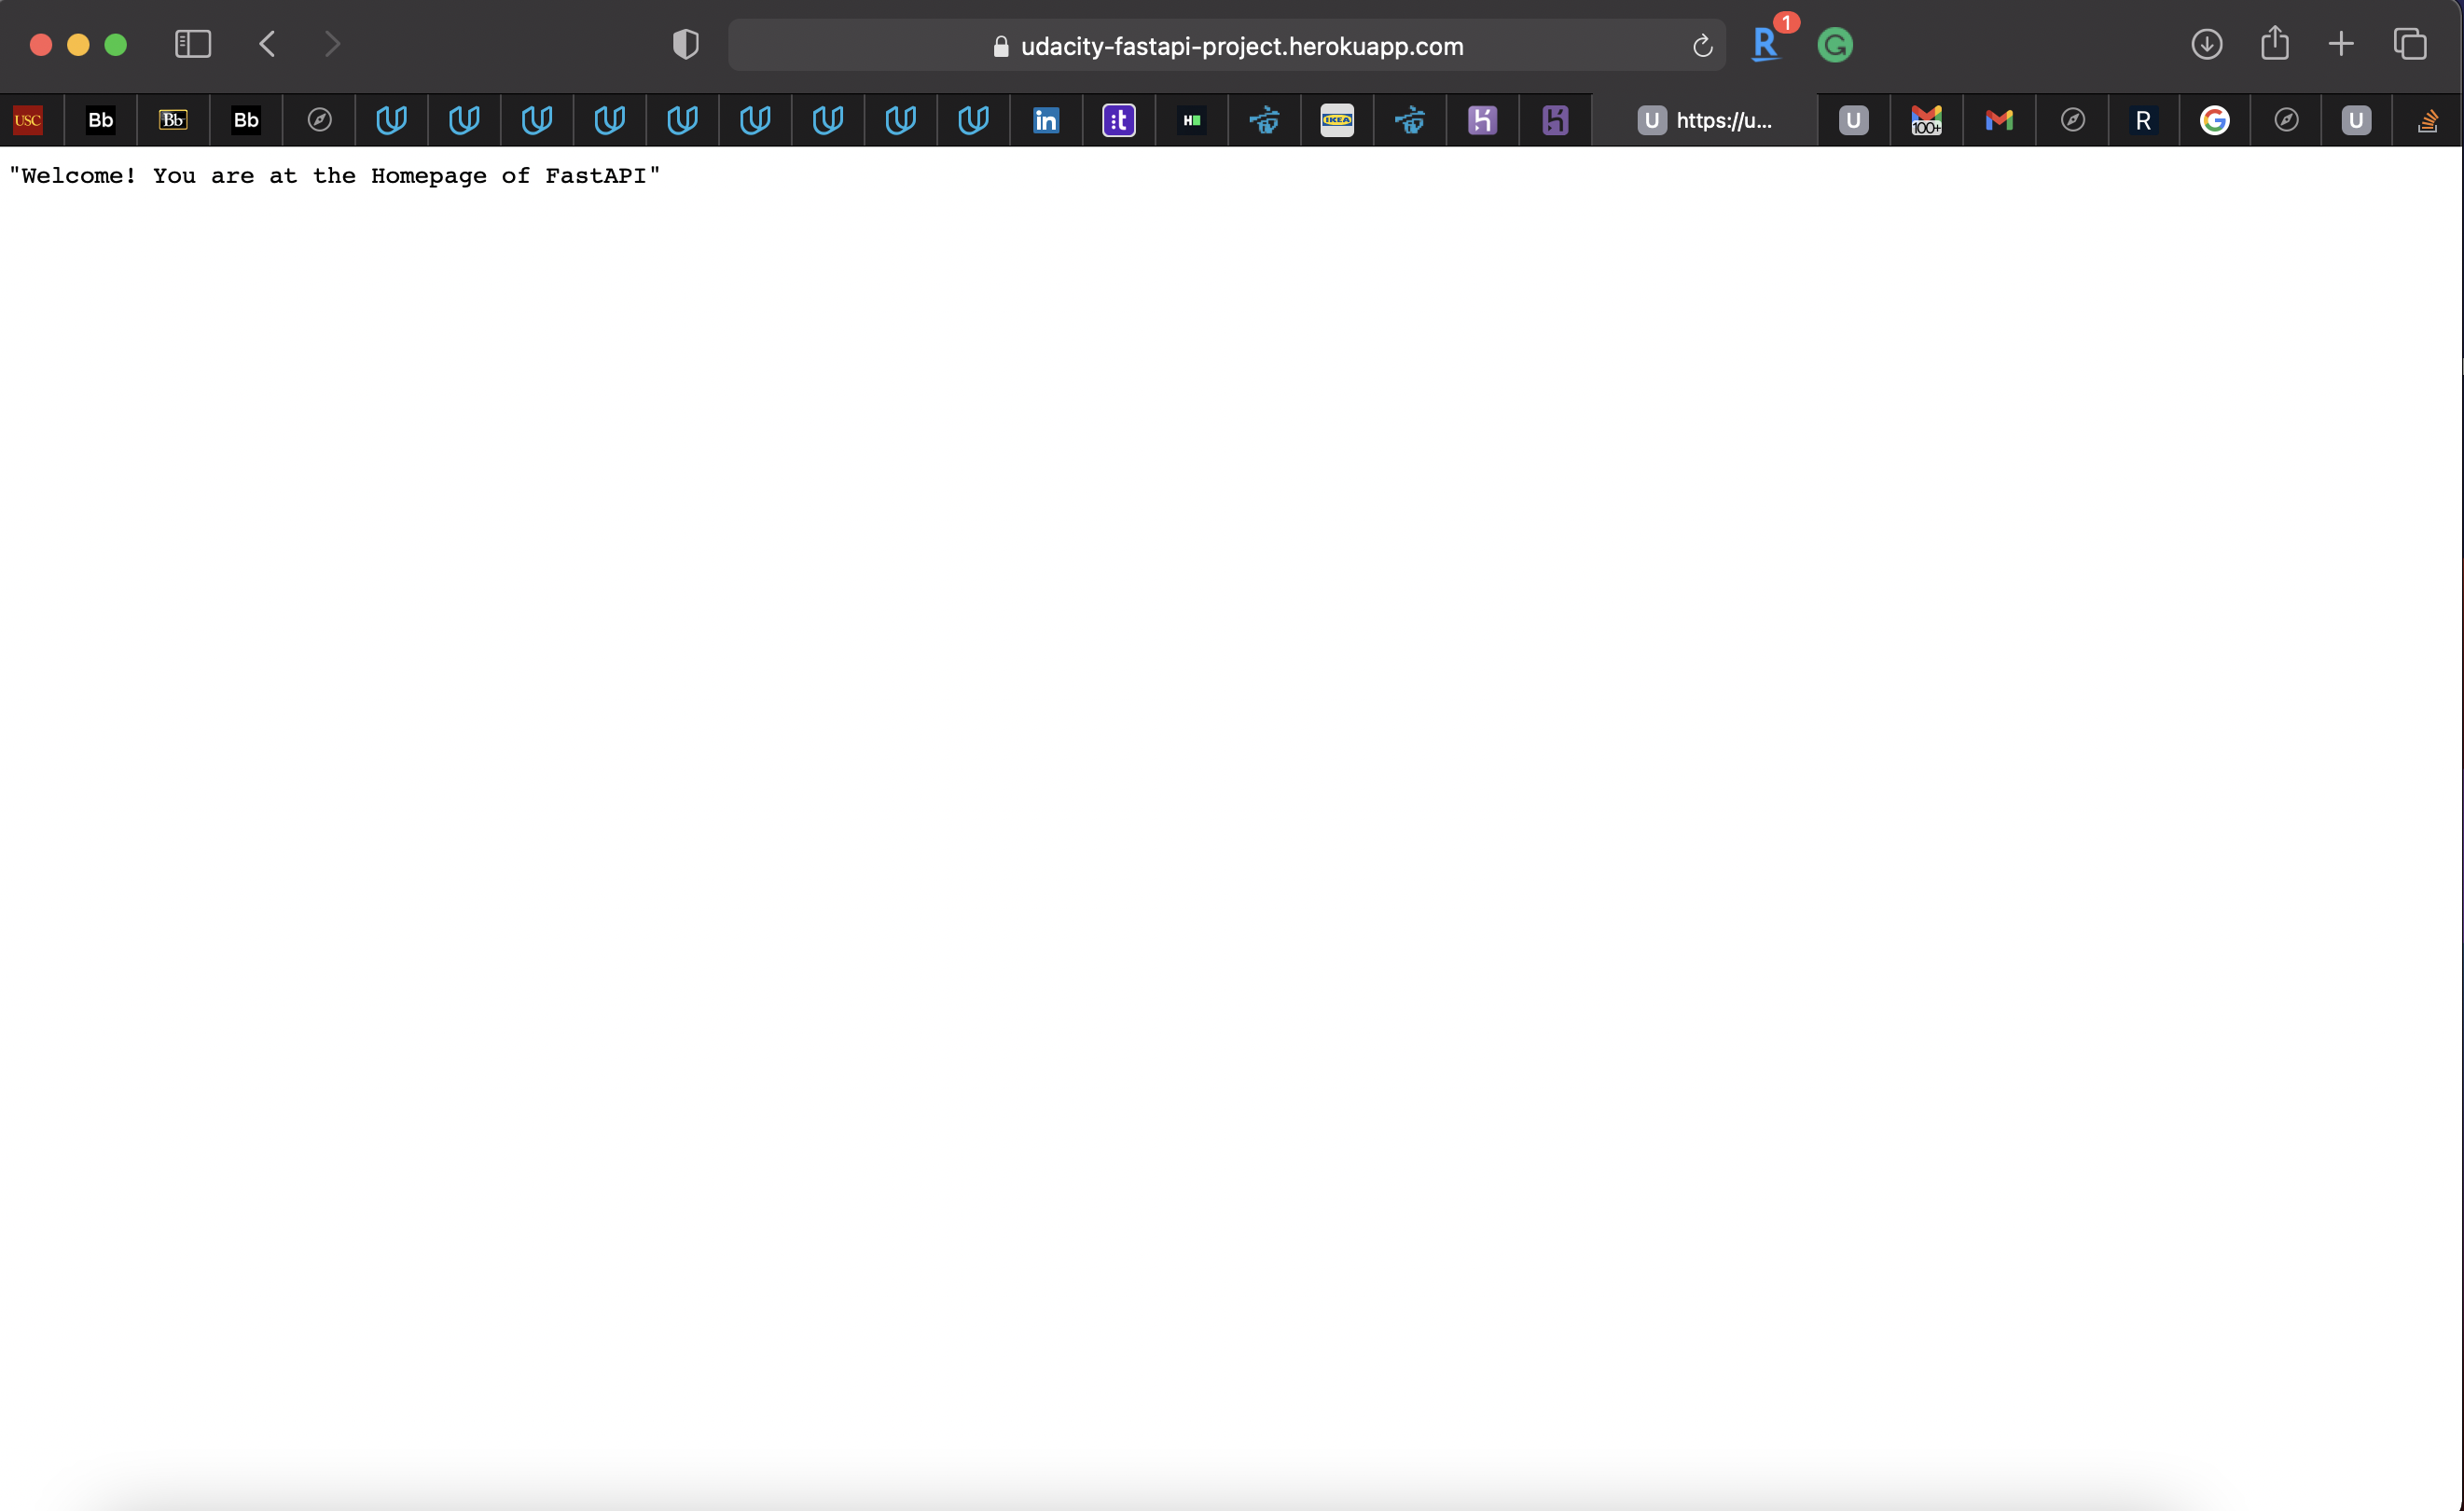 udacity-fastapi-project.herokuapp.com
R 1 G
USC Bb Bb Bb in :t H IKEA U https://u... U 100+ R G U
"Welcome! You are at the Homepage of FastAPI"